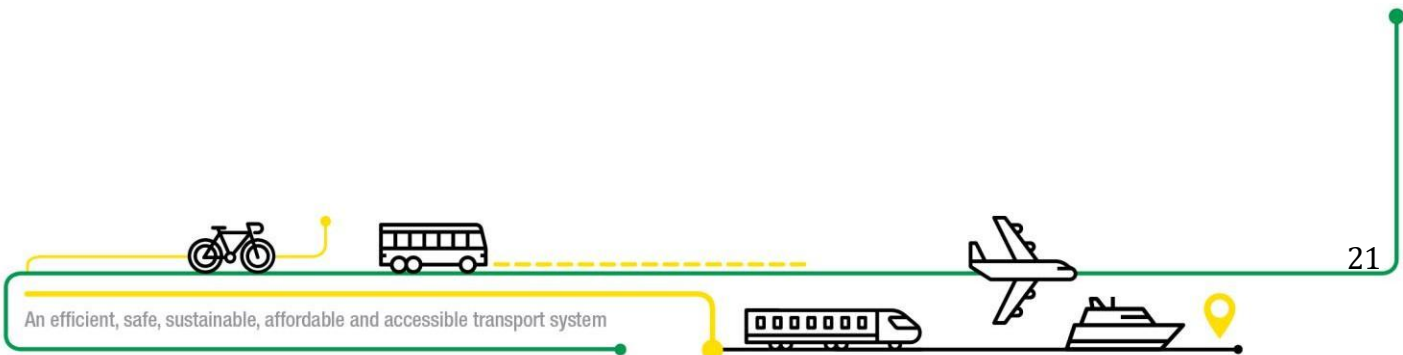 21
An efficient, safe, sustainable, affordable and accessible transport system